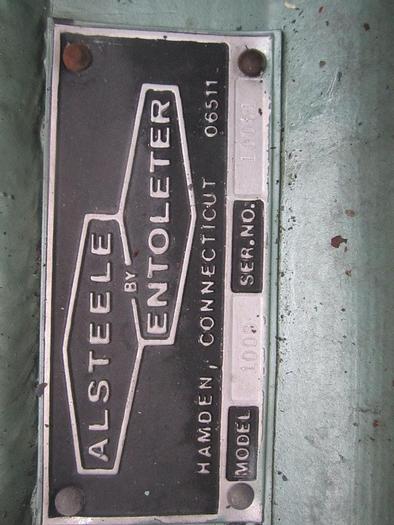 ALSTEELE
BY
ENTOLETER
HAMDEN, CONNECTICUT 06511
MODEL SER.NO.